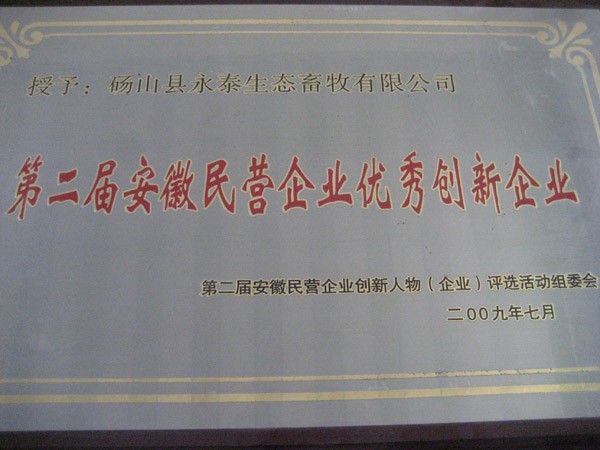 授予：砀山县永泰生态畜牧有限公司
第二届安徽民营企业优秀创新企业
第二届安徽民营企业创新人物（企业）评选活动组委会
二00九年七月